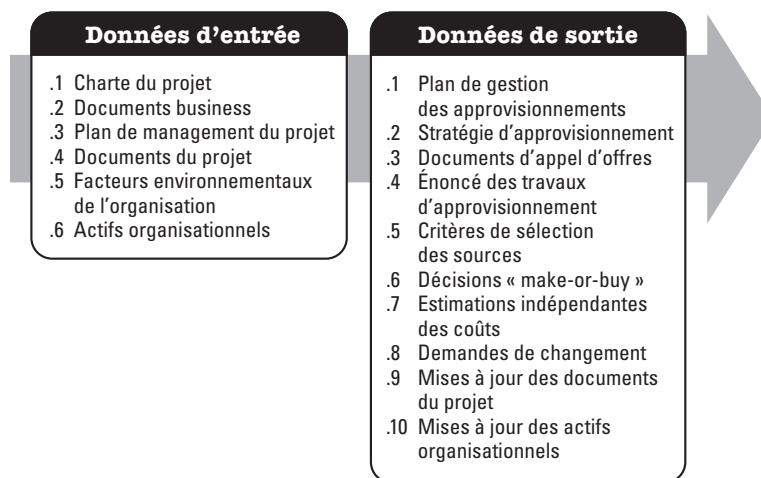 Données d'entrée
.1 Charte du projet
.2 Documents business
.3 Plan de management du projet
.4 Documents du projet
.5 Facteurs environnementaux
de l'organisation
.6 Actifs organisationnels
Données de sortie
.1 Plan de gestion
des approvisionnements
.2 Stratégie d'approvisionnement
.3 Documents d'appel d'offres
.4 Énoncé des travaux
d'approvisionnement
.5 Critères de sélection
des sources
.6 Décisions « make-or-buy »
.7 Estimations indépendantes
des coûts
.8 Demandes de changement
.9 Mises à jour des documents
du projet
.10 Mises à jour des actifs
organisationnels